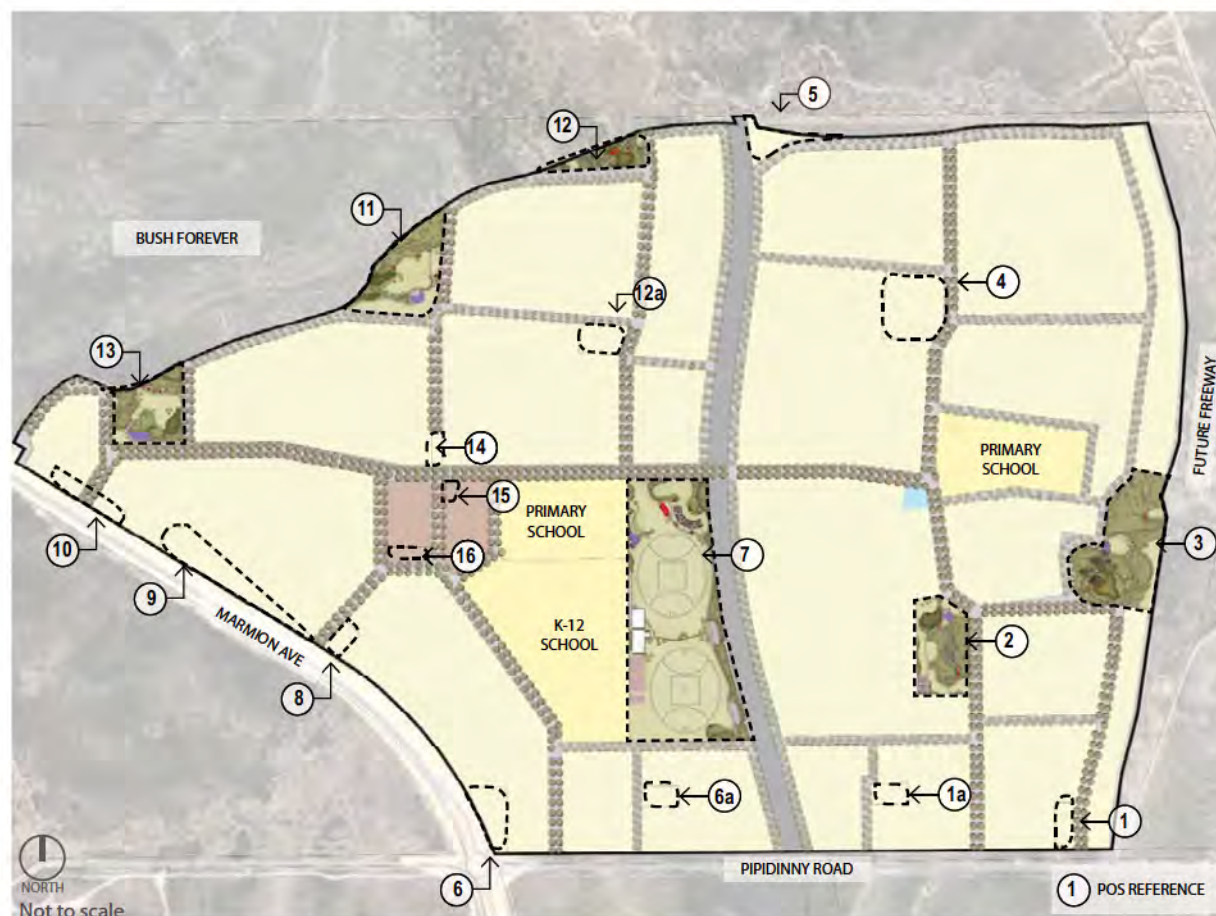 5
12
11
BUSH FOREVER
12a
4
13
FUTURE FREEWAY
14
PRIMARY
SCHOOL
15
PRIMARY
SCHOOL
10
16
7
3
9
K-12
SCHOOL
MARMION AVE
2
8
6a
1a
1
NORTH
6
PIPIDINNY ROAD
1 POS REFERENCE
Not to scale